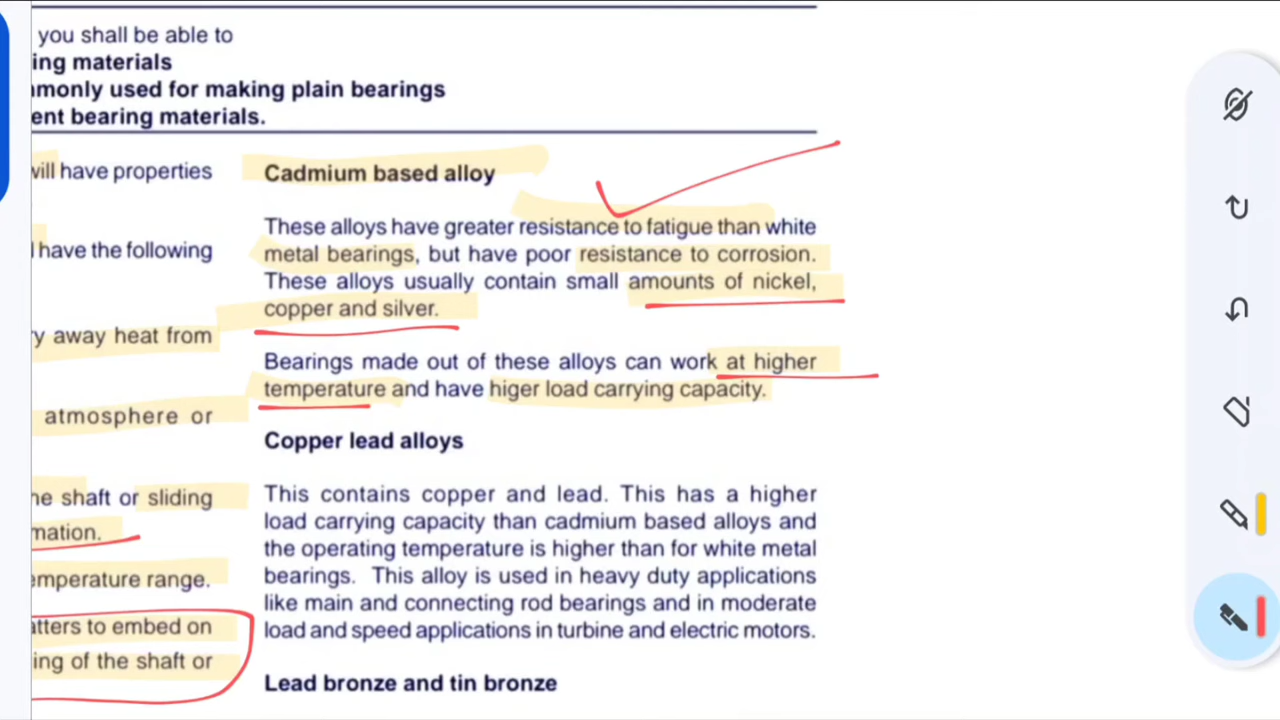 you shall be able to
ing materials
monly used for making plain bearings
ent bearing materials.
will have properties
have the following
y away heat from
atmosphere or
he shaft or sliding
mation.
emperature range.
atters to embed on
ing of the shaft or
Cadmium based alloy
These alloys have greater resistance to fatigue than white
metal bearings, but have poor resistance to corrosion.
These alloys usually contain small amounts of nickel,
copper and silver.
Bearings made out of these alloys can work at higher
temperature and have higer load carrying capacity.
Copper lead alloys
This contains copper and lead. This has a higher
load carrying capacity than cadmium based alloys and
the operating temperature is higher than for white metal
bearings. This alloy is used in heavy duty applications
like main and connecting rod bearings and in moderate
load and speed applications in turbine and electric motors.
Lead bronze and tin bronze